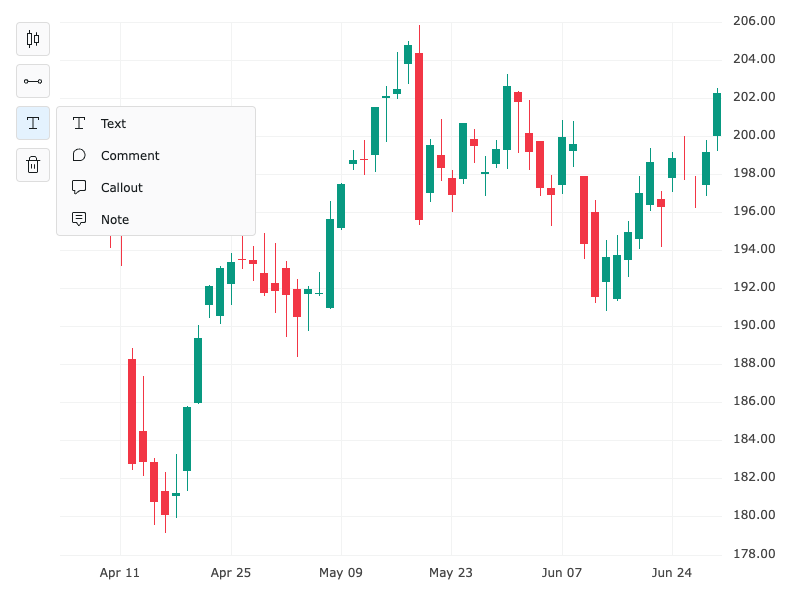 206.00
204.00
202.00
200.00
198.00
196.00
194.00
192.00
190.00
188.00
186.00
184.00
182.00
180.00
178.00
T
T Text
Comment
Callout
Note
Apr 11 Apr 25 May 09 May 23 Jun 07 Jun 24